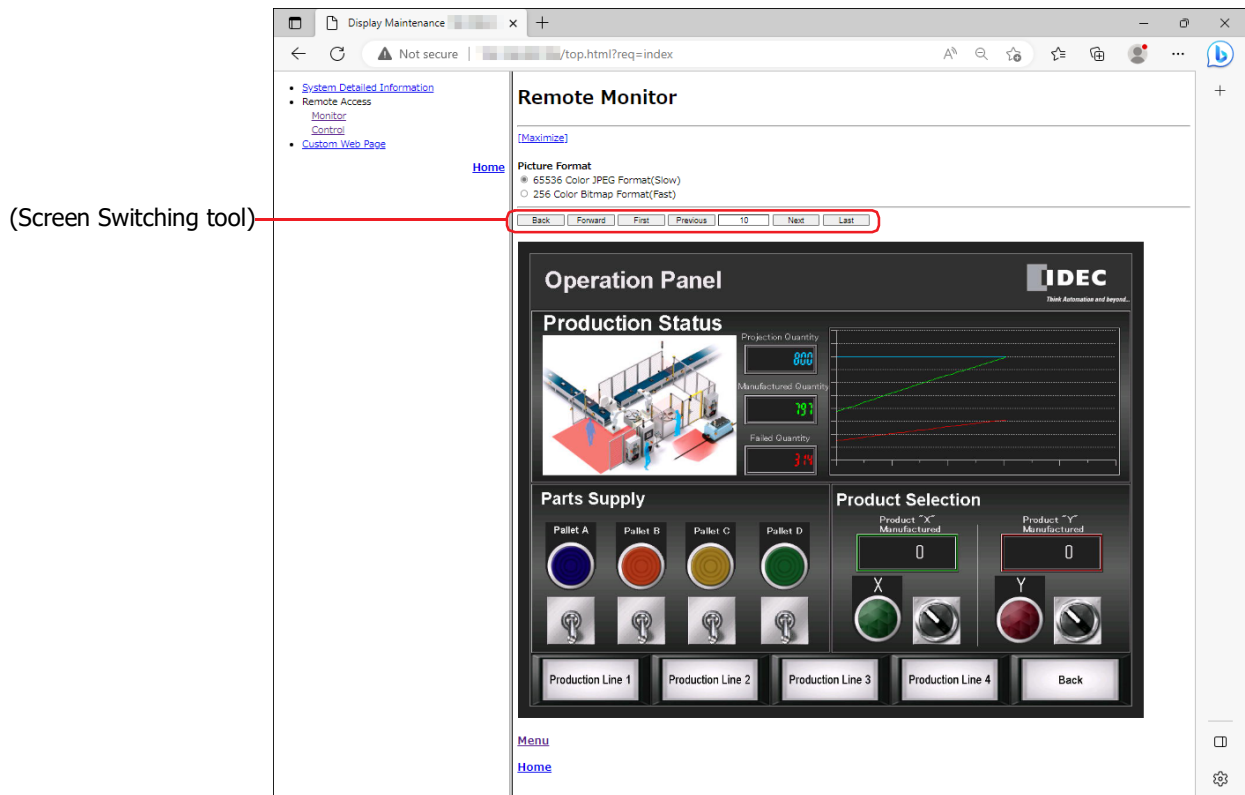 Display Maintenance
Not secure
/top.html?req=index
System Detailed Information
Remote Access
Monitor
Control
Custom Web Page
Home
Remote Monitor
[Maximize]
Picture Format
65536 Color JPEG Format(Slow)
256 Color Bitmap Format(Fast)
(Screen Switching tool)
Back Forward First Previous 10 Next Last
Operation Panel
IDEC
Think Automation and beyond...
Production Status
Projection Quantity
800
Manufactured Quantity
797
Failed Quantity
314
Parts Supply
Pallet A Pallet B Pallet C Pallet D
Product Selection
Product "X"
Manufactured
0
Product "Y"
Manufactured
0
X
Y
Production Line 1 Production Line 2 Production Line 3 Production Line 4 Back
Menu
Home